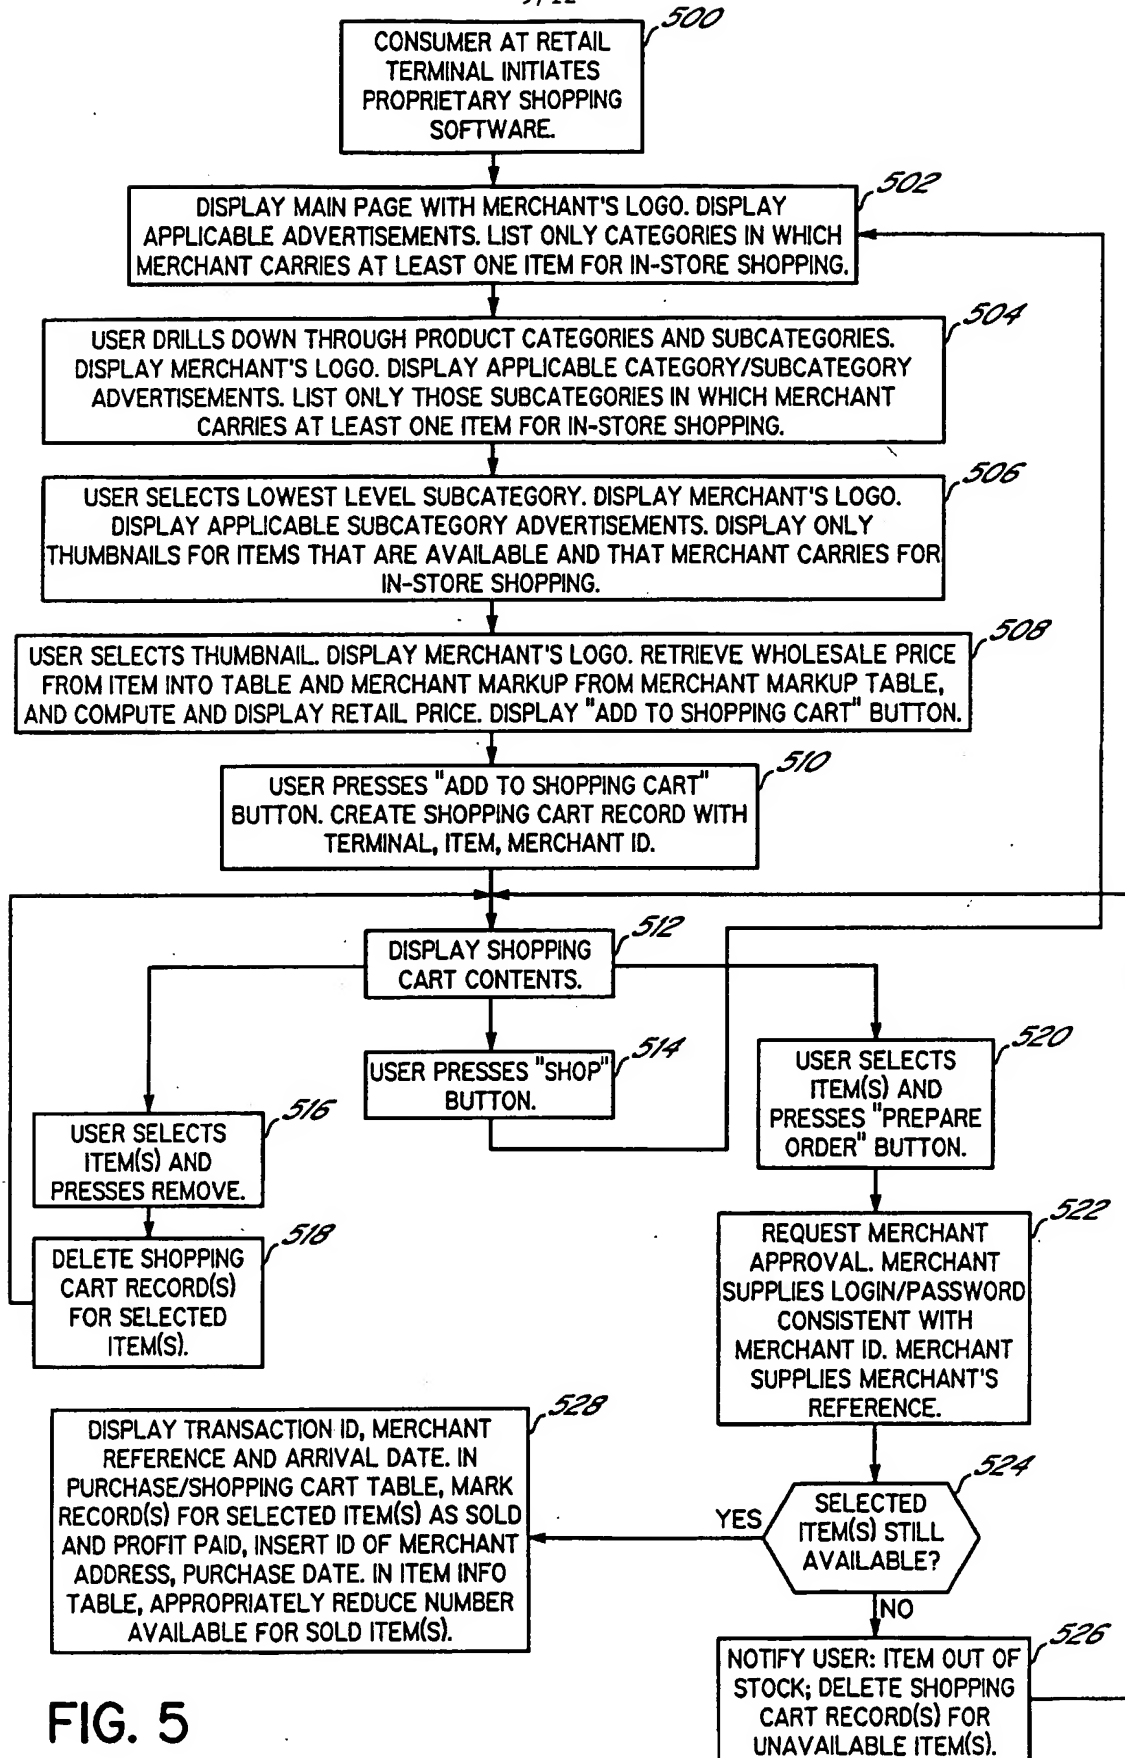 500
CONSUMER AT RETAIL
TERMINAL INITIATES
PROPRIETARY SHOPPING
SOFTWARE.
502
DISPLAY MAIN PAGE WITH MERCHANT'S LOGO. DISPLAY
APPLICABLE ADVERTISEMENTS. LIST ONLY CATEGORIES IN WHICH
MERCHANT CARRIES AT LEAST ONE ITEM FOR IN-STORE SHOPPING.
504
USER DRILLS DOWN THROUGH PRODUCT CATEGORIES AND SUBCATEGORIES.
DISPLAY MERCHANT'S LOGO. DISPLAY APPLICABLE CATEGORY/SUBCATEGORY
ADVERTISEMENTS. LIST ONLY THOSE SUBCATEGORIES IN WHICH MERCHANT
CARRIES AT LEAST ONE ITEM FOR IN-STORE SHOPPING.
506
USER SELECTS LOWEST LEVEL SUBCATEGORY. DISPLAY MERCHANT'S LOGO.
DISPLAY APPLICABLE SUBCATEGORY ADVERTISEMENTS. DISPLAY ONLY
THUMBNAILS FOR ITEMS THAT ARE AVAILABLE AND THAT MERCHANT CARRIES FOR
IN-STORE SHOPPING.
508
USER SELECTS THUMBNAIL. DISPLAY MERCHANT'S LOGO. RETRIEVE WHOLESALE PRICE
FROM ITEM INTO TABLE AND MERCHANT MARKUP FROM MERCHANT MARKUP TABLE,
AND COMPUTE AND DISPLAY RETAIL PRICE. DISPLAY "ADD TO SHOPPING CART" BUTTON.
510
USER PRESSES "ADD TO SHOPPING CART"
BUTTON. CREATE SHOPPING CART RECORD WITH
TERMINAL, ITEM, MERCHANT ID.
512
DISPLAY SHOPPING
CART CONTENTS.
514
USER PRESSES "SHOP"
BUTTON.
516
USER SELECTS
ITEM(S) AND
PRESSES REMOVE.
518
DELETE SHOPPING
CART RECORD(S)
FOR SELECTED
ITEM(S).
520
USER SELECTS
ITEM(S) AND
PRESSES "PREPARE
ORDER" BUTTON.
522
REQUEST MERCHANT
APPROVAL. MERCHANT
SUPPLIES LOGIN/PASSWORD
CONSISTENT WITH
MERCHANT ID. MERCHANT
SUPPLIES MERCHANT'S
REFERENCE.
524
SELECTED
ITEM(S) STILL
AVAILABLE?
YES
NO
528
DISPLAY TRANSACTION ID, MERCHANT
REFERENCE AND ARRIVAL DATE. IN
PURCHASE/SHOPPING CART TABLE, MARK
RECORD(S) FOR SELECTED ITEM(S) AS SOLD
AND PROFIT PAID, INSERT ID OF MERCHANT
ADDRESS, PURCHASE DATE. IN ITEM INFO
TABLE, APPROPRIATELY REDUCE NUMBER
AVAILABLE FOR SOLD ITEM(S).
526
NOTIFY USER: ITEM OUT OF
STOCK; DELETE SHOPPING
CART RECORD(S) FOR
UNAVAILABLE ITEM(S).
FIG. 5